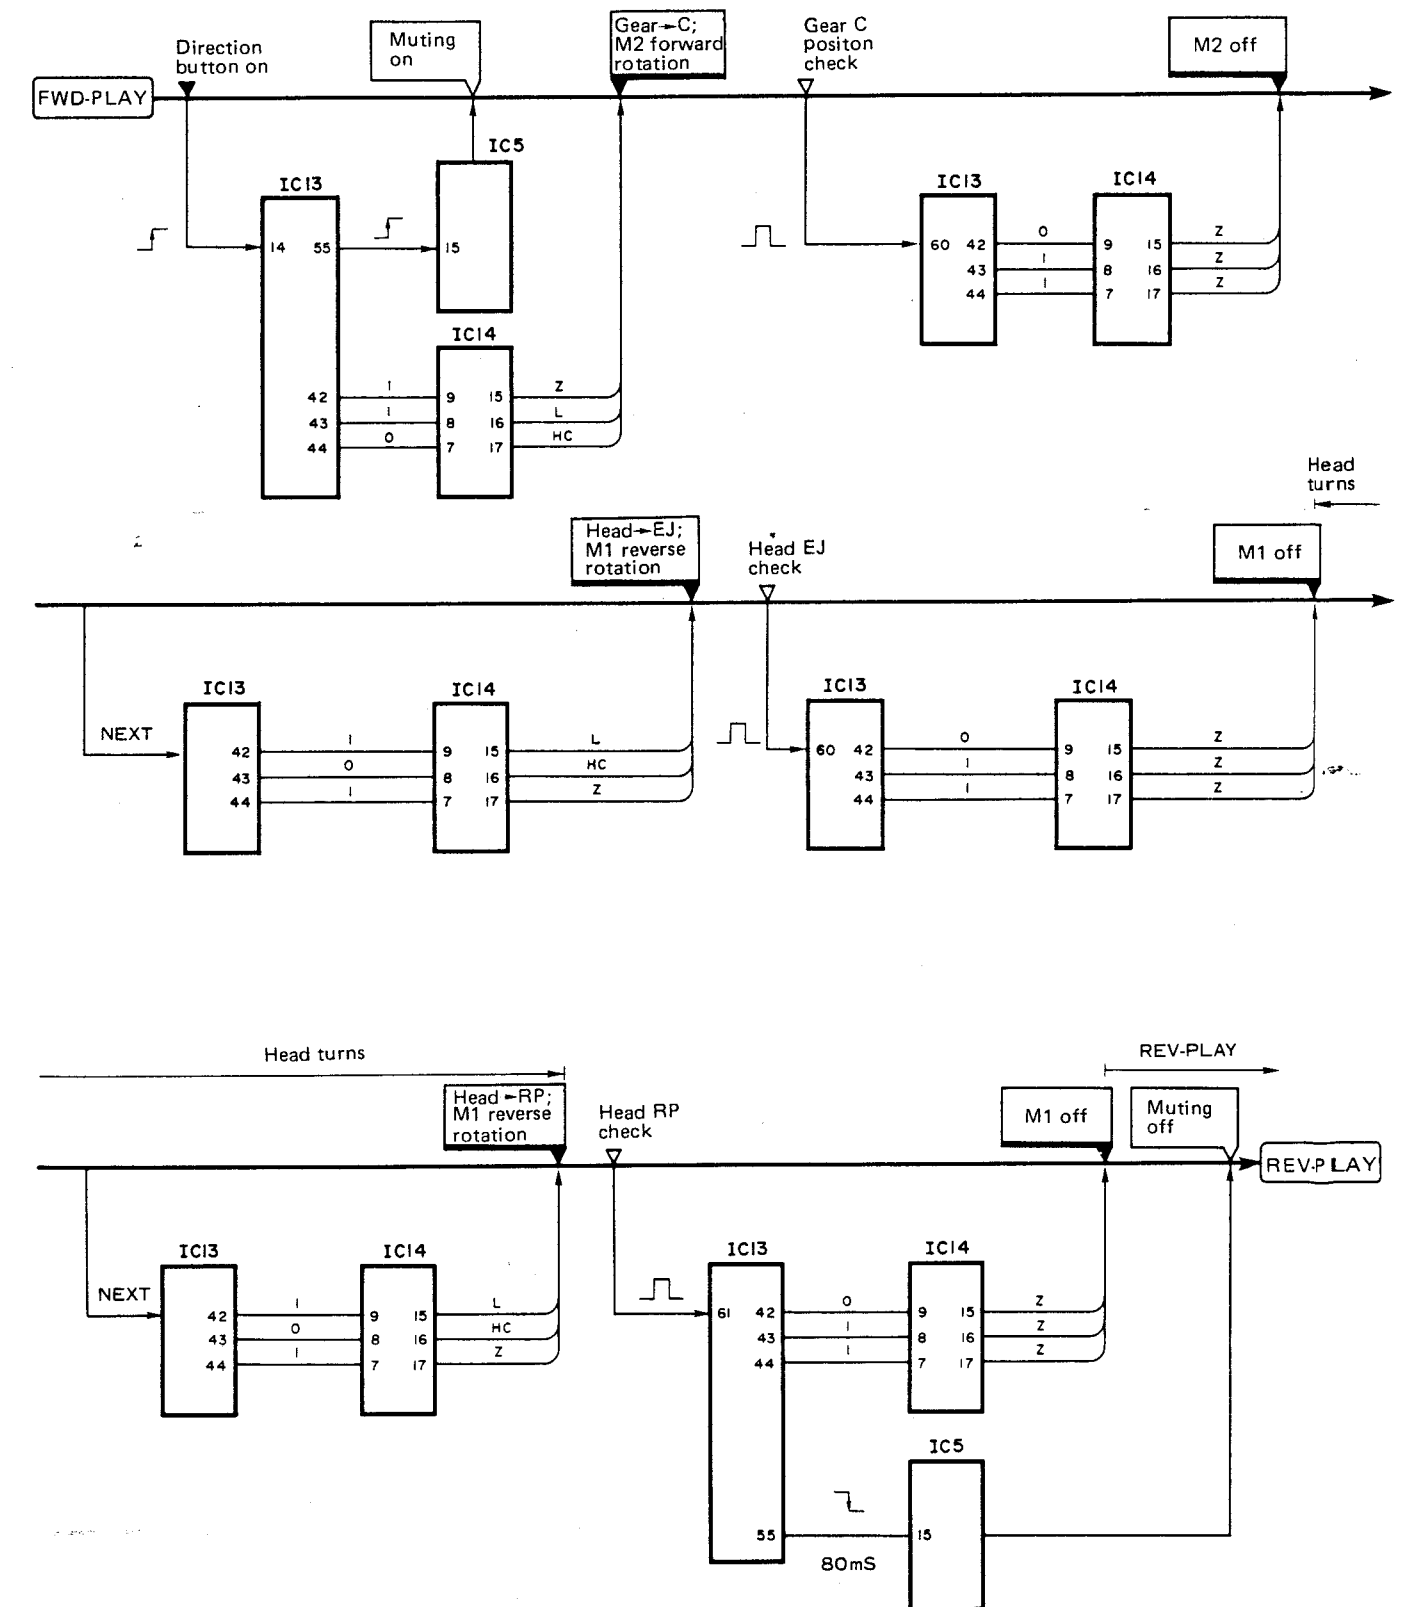 Direction
button on
Muting
on
Gear→C;
M2 forward
rotation
Gear C
positon
check
M2 off
FWD-PLAY
IC5
IC13
14 55
15
IC14
42 1 9 15 Z
43 1 8 16 L
44 0 7 17 HC
IC13
IC14
60 42 0 9 15 Z
43 1 8 16 Z
44 1 7 17 Z
Head
turns
Head→EJ;
M1 reverse
rotation
Head EJ
check
M1 off
NEXT
IC13
IC14
42 1 9 15 L
43 0 8 16 HC
44 1 7 17 Z
IC13
IC14
60 42 0 9 15 Z
43 1 8 16 Z
44 1 7 17 Z
Head turns
REV-PLAY
Head→RP;
M1 reverse
rotation
Head RP
check
M1 off
Muting
off
REV-PLAY
NEXT
IC13
IC14
42 1 9 15 L
43 0 8 16 HC
44 1 7 17 Z
IC13
IC14
61 42 0 9 15 Z
43 1 8 16 Z
44 1 7 17 Z
IC5
55 15
80mS